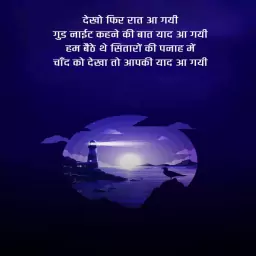 देखो फिर रात आ गयी
गुड नाईट कहने की बात याद आ गयी
हम बैठे थे सितारों की पनाह में
चाँद को देखा तो आपकी याद आ गयी